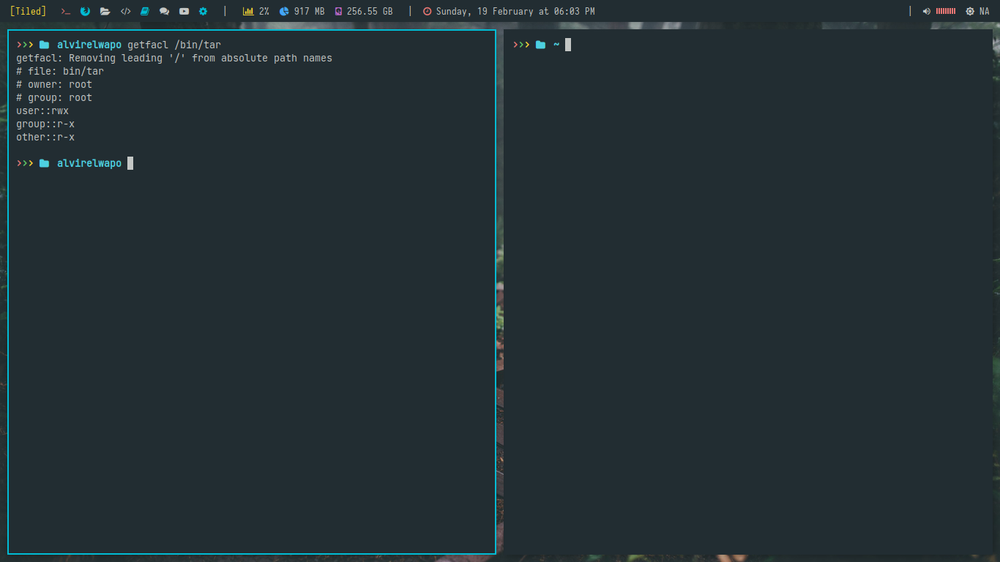 [Tiled] >_ </> | 2% 917 MB 256.55 GB | Sunday, 19 February at 06:03 PM | NA
>>> alvirelwapo getfacl /bin/tar
getfacl: Removing leading '/' from absolute path names
# file: bin/tar
# owner: root
# group: root
user::rwx
group::r-x
other::r-x
>>> alvirelwapo
>>> ~